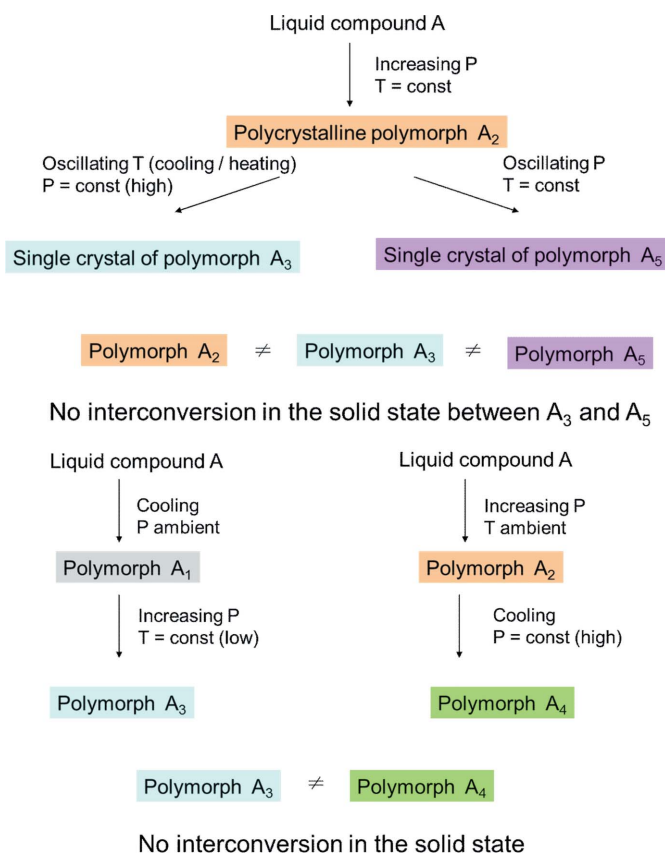 Liquid compound A
Increasing P
T = const
Polycrystalline polymorph A₂
Oscillating T (cooling / heating)
P = const (high)
Oscillating P
T = const
Single crystal of polymorph A₃
Single crystal of polymorph A₅
Polymorph A₂ ≠ Polymorph A₃ ≠ Polymorph A₅
No interconversion in the solid state between A₃ and A₅
Liquid compound A
Cooling
P ambient
Polymorph A₁
Increasing P
T = const (low)
Polymorph A₃
Liquid compound A
Increasing P
T ambient
Polymorph A₂
Cooling
P = const (high)
Polymorph A₄
Polymorph A₃ ≠ Polymorph A₄
No interconversion in the solid state